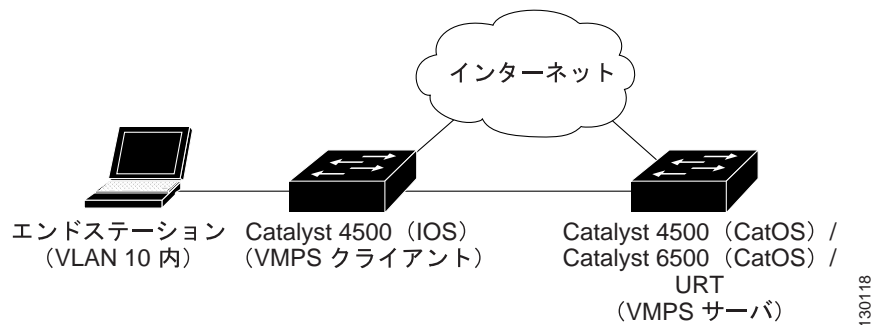 インターネット
エンドステーション
（VLAN 10 内）
Catalyst 4500（IOS）
（VMPS クライアント）
Catalyst 4500（CatOS）/
Catalyst 6500（CatOS）/
URT
（VMPS サーバ）
130118